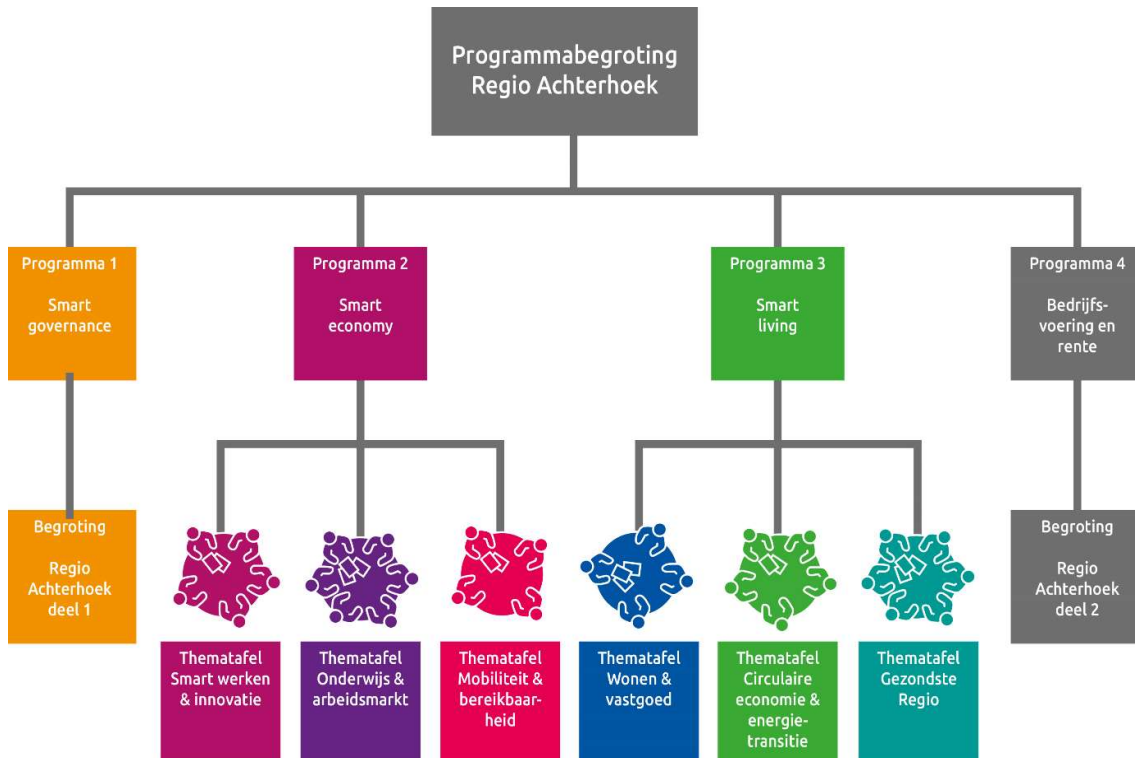 Programmabegroting
Regio Achterhoek
Programma 1
Smart
governance
Programma 2
Smart
economy
Programma 3
Smart
living
Programma 4
Bedrijfs-
voering en
rente
Begroting
Regio
Achterhoek
deel 1
Thematafel
Smart werken
& innovatie
Thematafel
Onderwijs &
arbeidsmarkt
Thematafel
Mobiliteit &
bereikbaar-
heid
Thematafel
Wonen &
vastgoed
Thematafel
Circulaire
economie &
energie-
transitie
Thematafel
Gezondste
Regio
Begroting
Regio
Achterhoek
deel 2